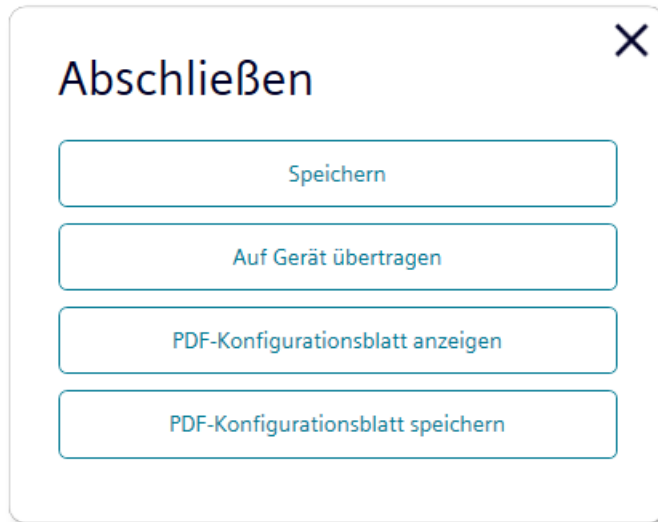 Abschließen
Speichern
Auf Gerät übertragen
PDF-Konfigurationsblatt anzeigen
PDF-Konfigurationsblatt speichern